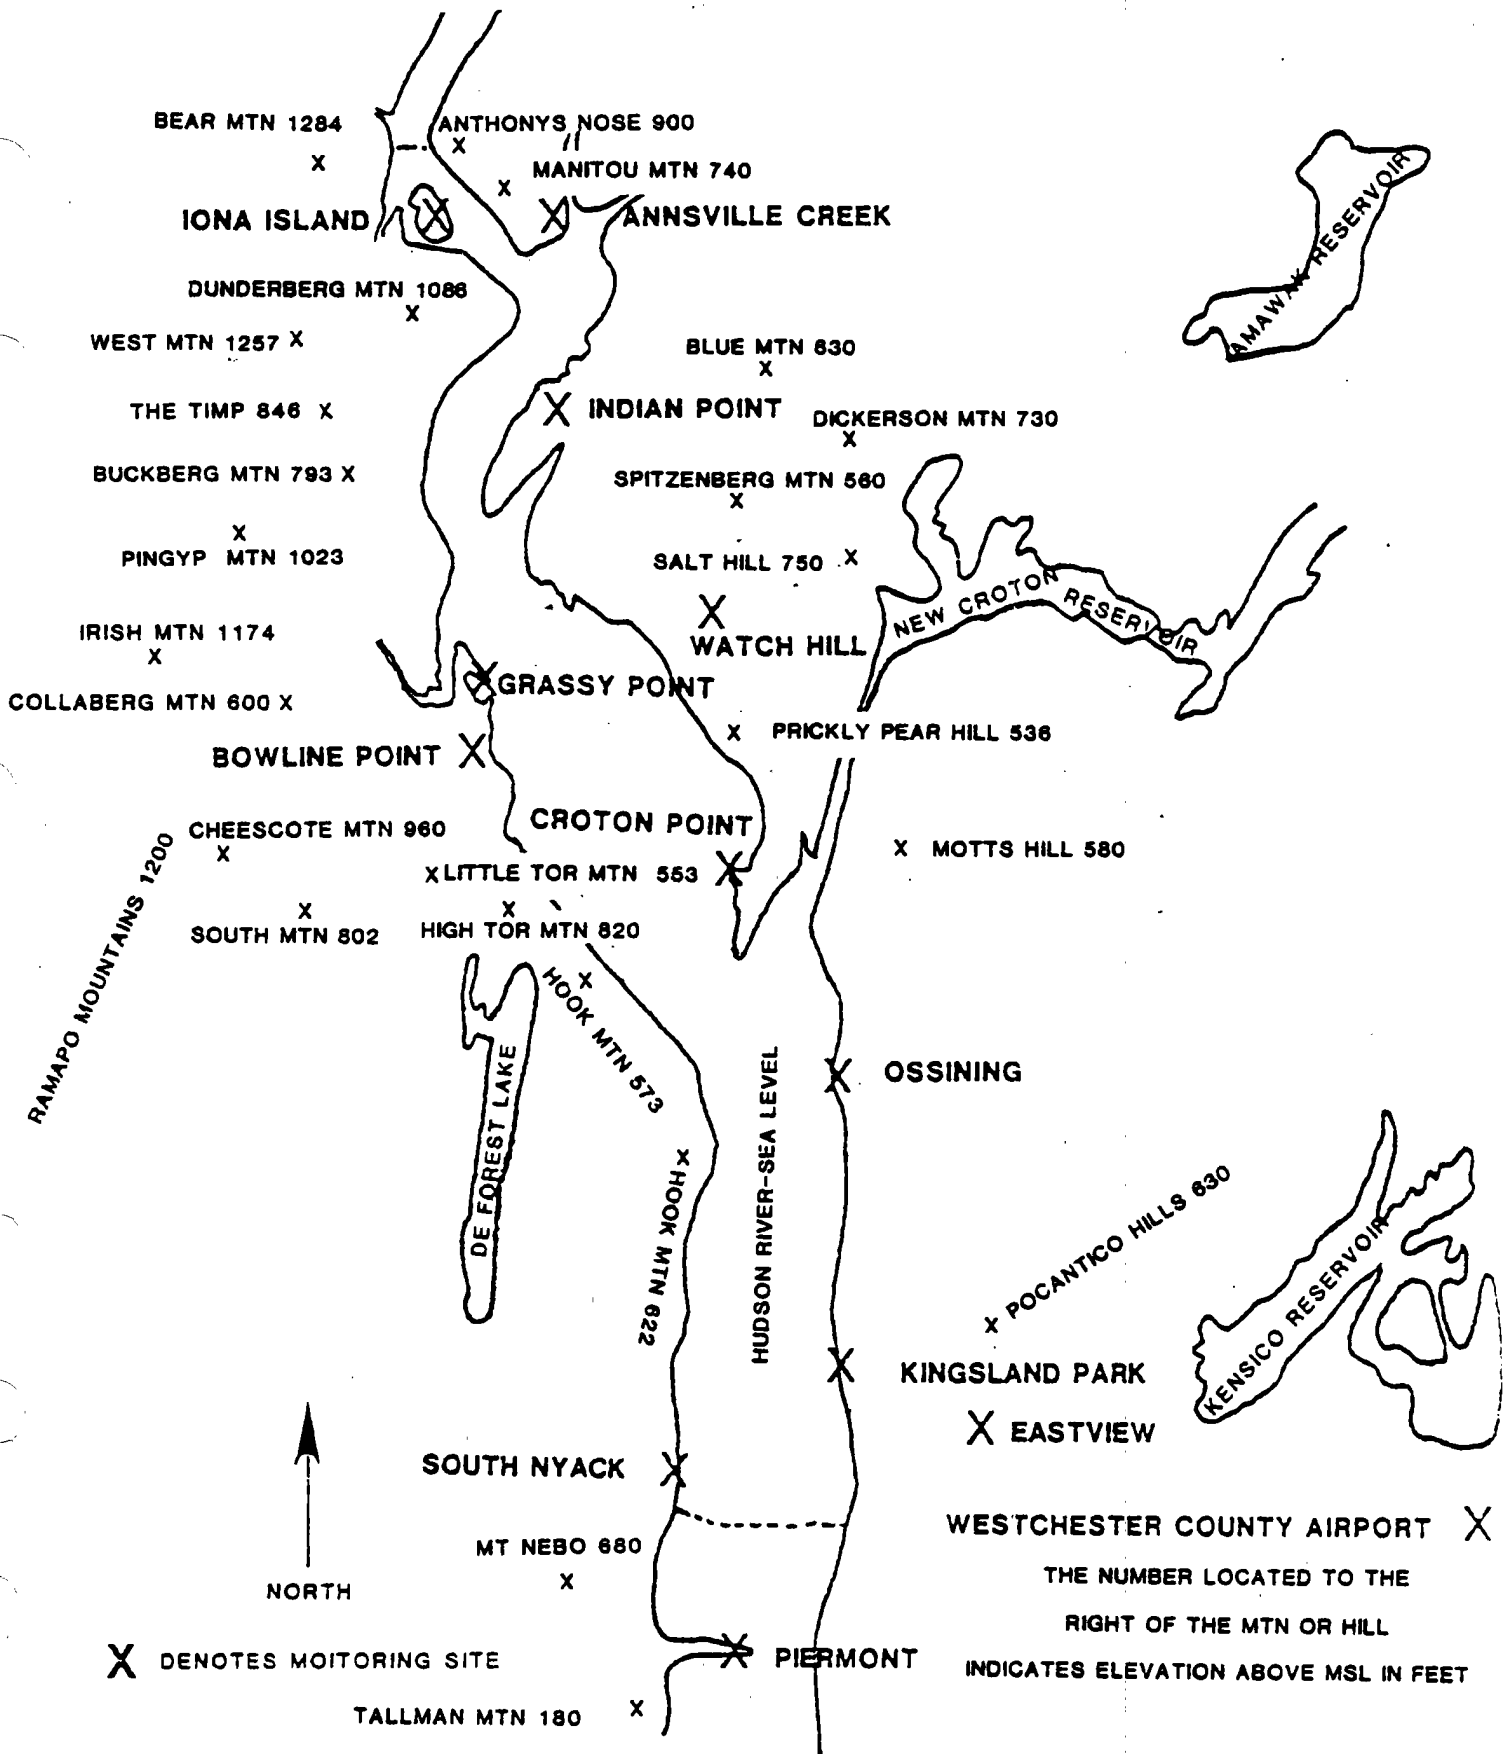 BEAR MTN 1284
ANTHONYS NOSE 900
MANITOU MTN 740
IONA ISLAND
ANNSVILLE CREEK
AMAWAK RESERVOIR
DUNDERBERG MTN 1086
WEST MTN 1257 X
BLUE MTN 630
THE TIMP 846 X
INDIAN POINT
DICKERSON MTN 730
BUCKBERG MTN 793 X
SPITZENBERG MTN 560
PINGYP MTN 1023
SALT HILL 750 X
NEW CROTON RESERVOIR
IRISH MTN 1174
WATCH HILL
GRASSY POINT
COLLABERG MTN 600 X
X PRICKLY PEAR HILL 536
BOWLINE POINT X
CROTON POINT
CHEESCOTE MTN 960
X MOTTS HILL 580
RAMAPO MOUNTAINS 1200
X LITTLE TOR MTN 553
SOUTH MTN 802
HIGH TOR MTN 820
HOOK MTN 573
DE FOREST LAKE
OSSINING
HUDSON RIVER-SEA LEVEL
X HOOK MTN 622
X POCANTICO HILLS 630
KENSICO RESERVOIR
KINGSLAND PARK
X EASTVIEW
SOUTH NYACK
WESTCHESTER COUNTY AIRPORT X
MT NEBO 680
THE NUMBER LOCATED TO THE
RIGHT OF THE MTN OR HILL
INDICATES ELEVATION ABOVE MSL IN FEET
NORTH
PIERMONT
X DENOTES MOITORING SITE
TALLMAN MTN 180 X